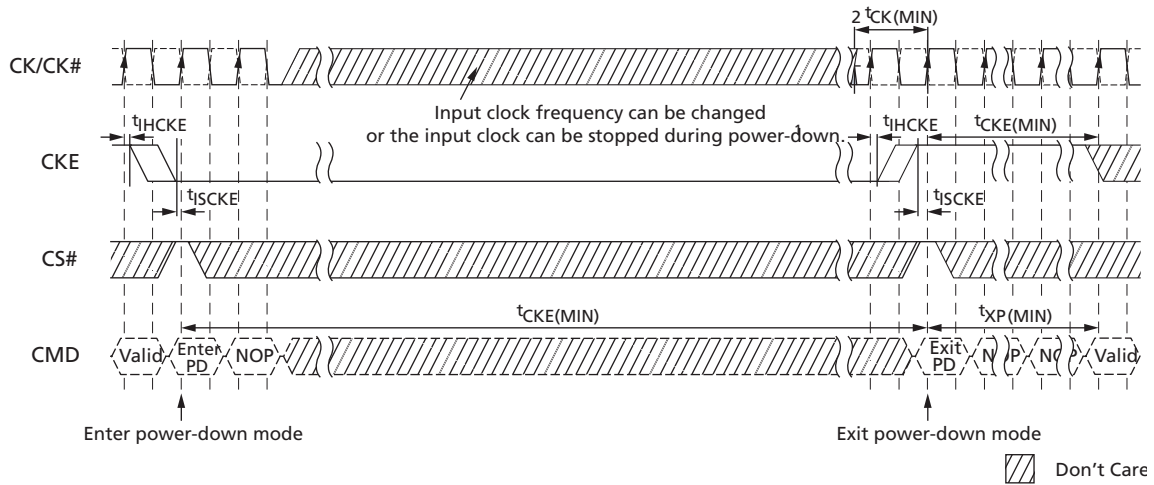 2 tCK(MIN)
CK/CK#
Input clock frequency can be changed
or the input clock can be stopped during power-down.
tIHCKE
tIHCKE
tCKE(MIN)
CKE
tISCKE
tISCKE
CS#
tCKE(MIN)
tXP(MIN)
CMD
Valid
Enter
PD
NOP
Exit
PD
NOP
NOP
Valid
Enter power-down mode
Exit power-down mode
Don't Care